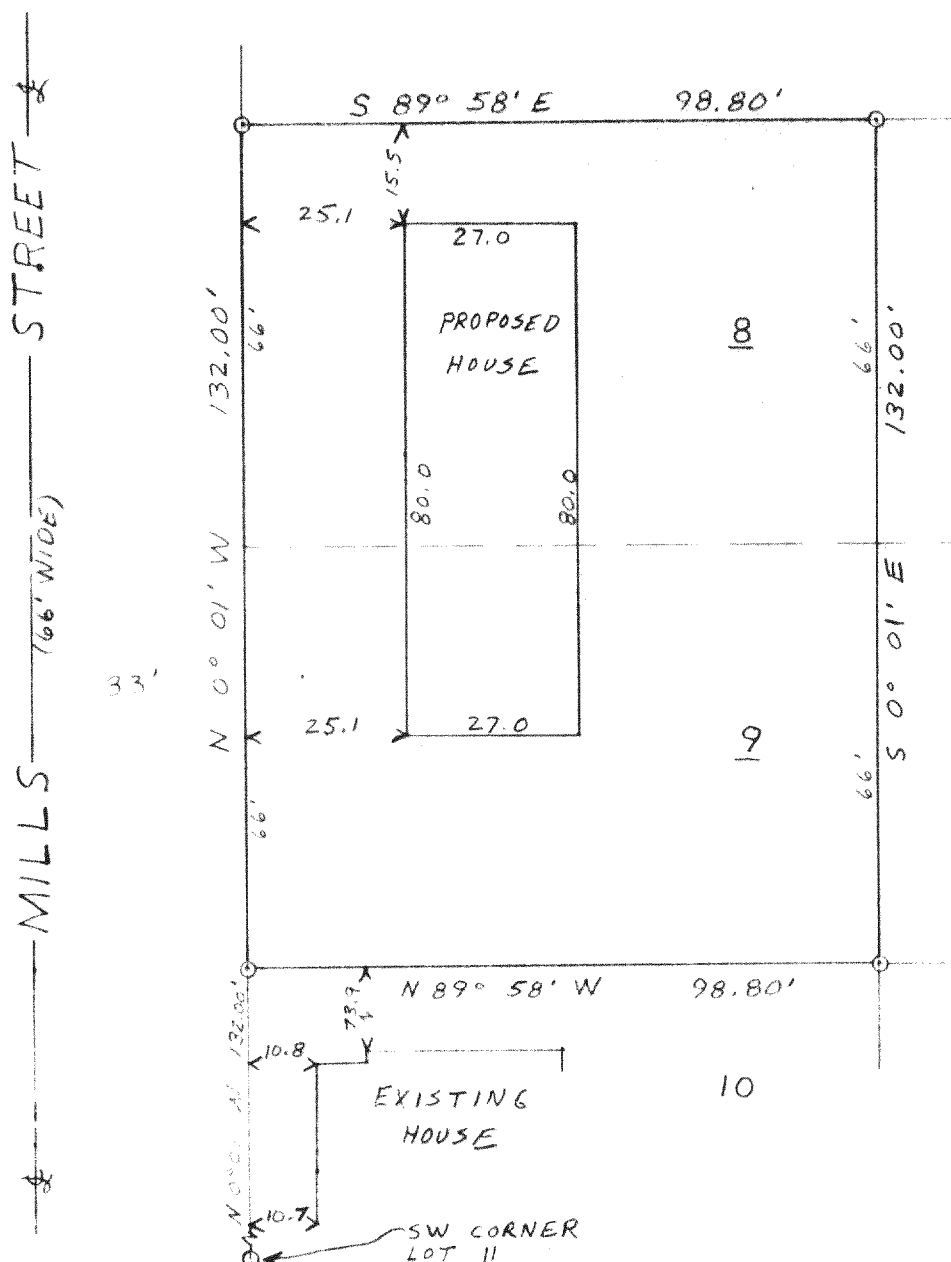 S 89° 58' E 98.80'
15.5
25.1
27.0
PROPOSED
HOUSE
8
132.00'
66'
66'
132.00'
80.0
80.0
MILLS STREET
(66' WIDE)
33'
N 0° 01' W
S 0° 01' E
25.1
27.0
9
66'
66'
N 89° 58' W 98.80'
132.00'
10.8
EXISTING
HOUSE
10
10.7
SW CORNER
LOT 11